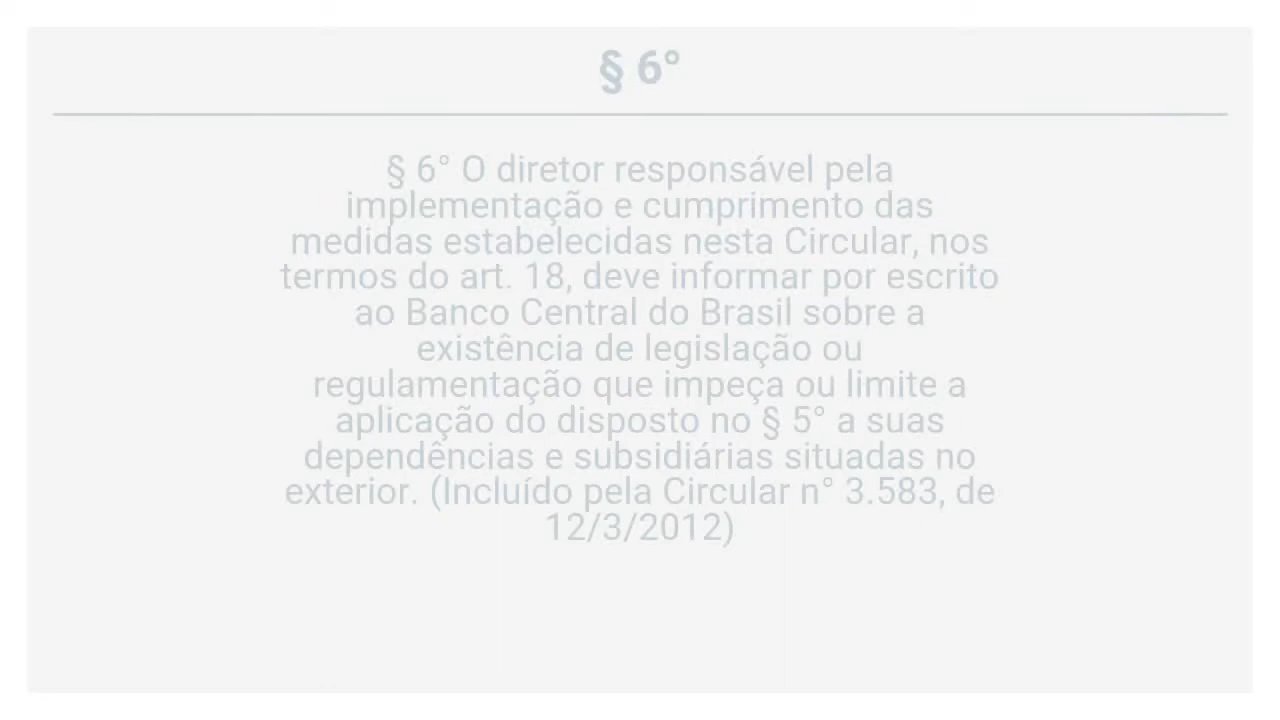 § 6°
§ 6° O diretor responsável pela
implementação e cumprimento das
medidas estabelecidas nesta Circular, nos
termos do art. 18, deve informar por escrito
ao Banco Central do Brasil sobre a
existência de legislação ou
regulamentação que impeça ou limite a
aplicação do disposto no § 5° a suas
dependências e subsidiárias situadas no
exterior. (Incluído pela Circular n° 3.583, de
12/3/2012)